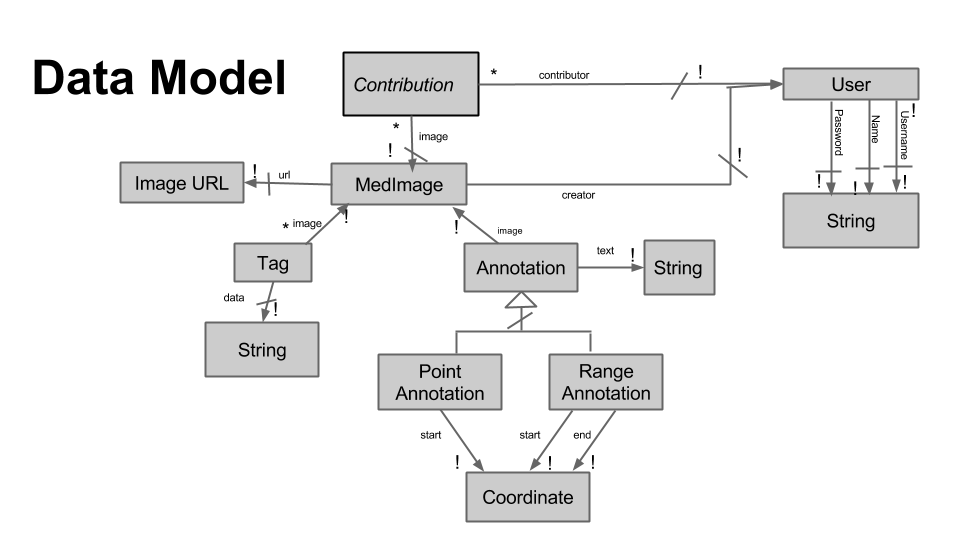 Data Model
Contribution
*
contributor
!
User
*
image
!
Password
Name
Username
!
Image URL
!
url
MedImage
creator
!
!
!
!
String
* image
!
Tag
!
image
Annotation
text
!
String
data
!
String
Point
Annotation
Range
Annotation
start
!
start
!
end
!
Coordinate